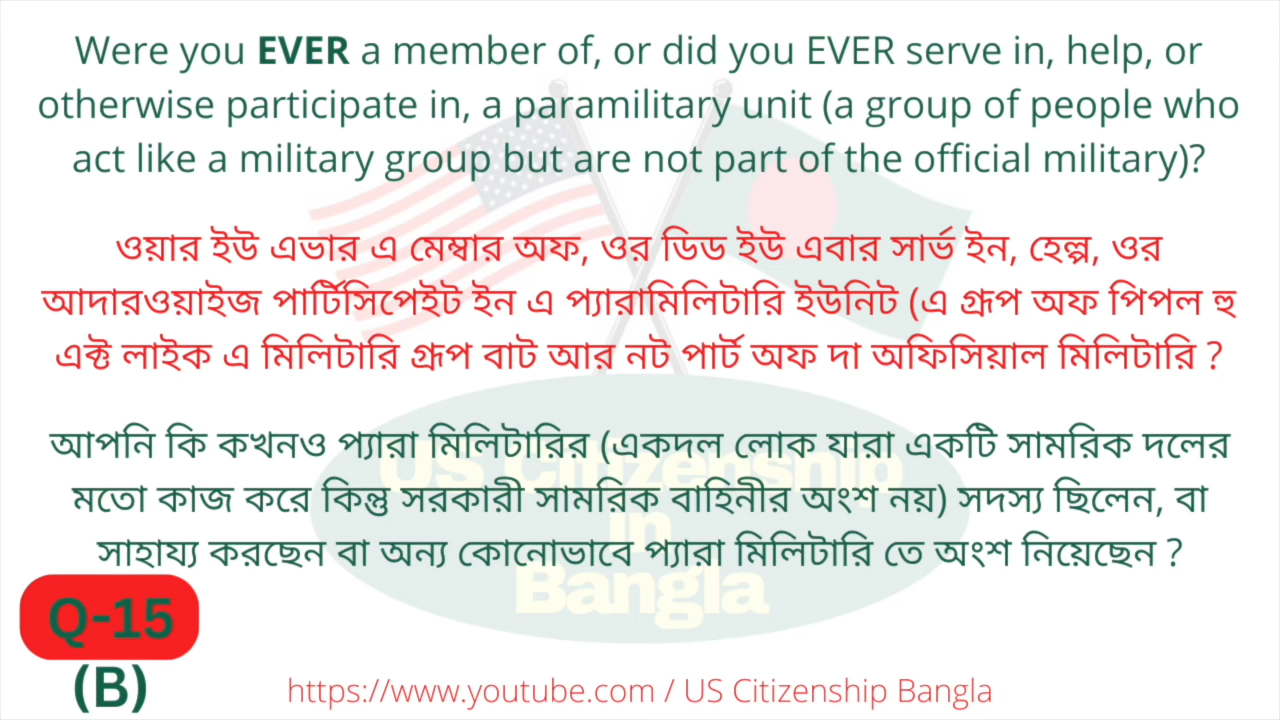 Were you EVER a member of, or did you EVER serve in, help, or
otherwise participate in, a paramilitary unit (a group of people who
act like a military group but are not part of the official military)?
ওয়ার ইউ এভার এ মেম্বার অফ, ওর ডিড ইউ এবার সার্ভ ইন, হেল্প, ওর
আদারওয়াইজ পার্টিসিপেইট ইন এ প্যারামিলিটারি ইউনিট (এ গ্রূপ অফ পিপল হু
এক্ট লাইক এ মিলিটারি গ্রূপ বাট আর নট পার্ট অফ দা অফিসিয়াল মিলিটারি ?
আপনি কি কখনও প্যারা মিলিটারির (একদল লোক যারা একটি সামরিক দলের
মতো কাজ করে কিন্তু সরকারী সামরিক বাহিনীর অংশ নয়) সদস্য ছিলেন, বা
সাহায্য করছেন বা অন্য কোনোভাবে প্যারা মিলিটারি তে অংশ নিয়েছেন ?
US Citizenship
in
Bangla
Q-15
(B)
https://www.youtube.com / US Citizenship Bangla